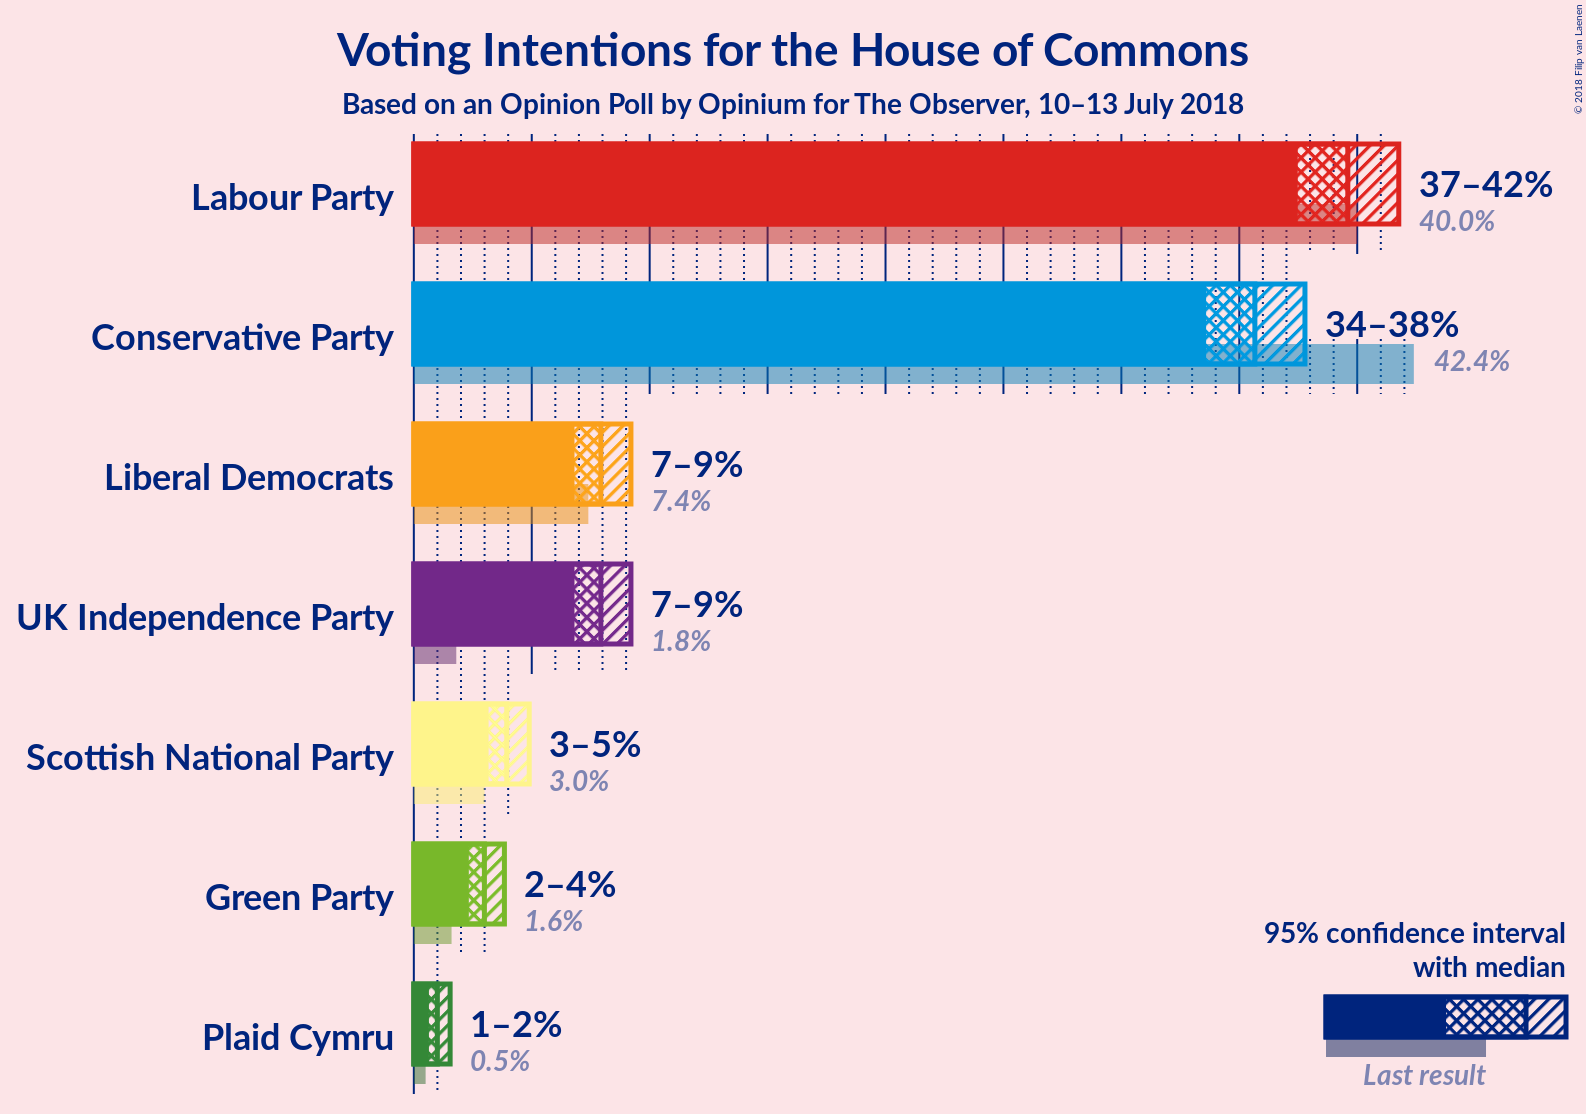 Voting Intentions for the House of Commons
Based on an Opinion Poll by Opinium for The Observer, 10–13 July 2018
© 2018 Filip van Laenen
Labour Party
37–42%
40.0%
Conservative Party
34–38%
42.4%
Liberal Democrats
7–9%
7.4%
UK Independence Party
7–9%
1.8%
Scottish National Party
3–5%
3.0%
Green Party
2–4%
1.6%
Plaid Cymru
1–2%
0.5%
95% confidence interval
with median
Last result